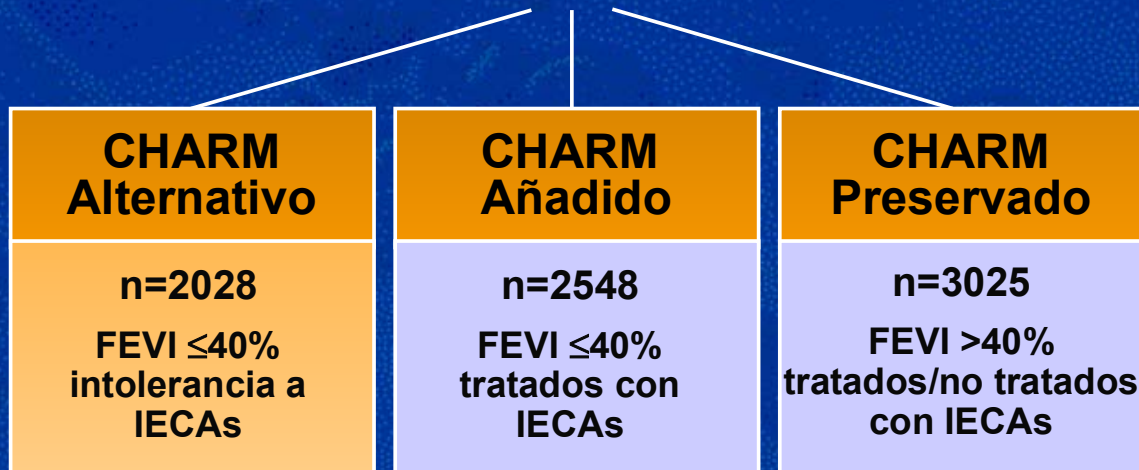 CHARM
Alternativo
n=2028
FEVI ≤40%
intolerancia a
IECAs
CHARM
Añadido
n=2548
FEVI ≤40%
tratados con
IECAs
CHARM
Preservado
n=3025
FEVI >40%
tratados/no tratados
con IECAs